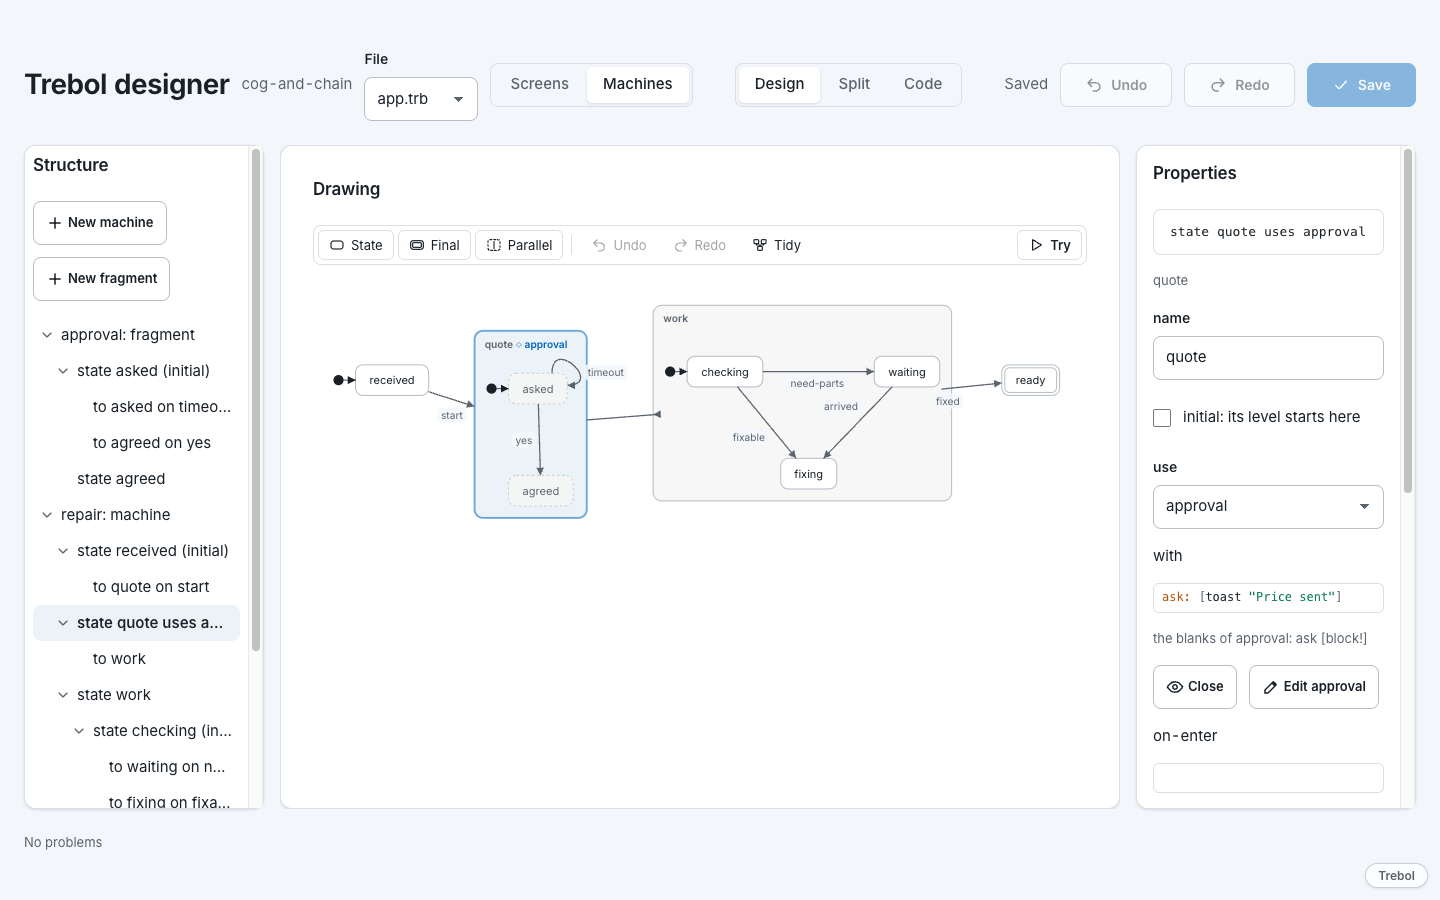 Trebol designer
cog-and-chain
File
app.trb
Screens
Machines
Design
Split
Code
Saved
Undo
Redo
Save
Structure
New machine
New fragment
approval: fragment
state asked (initial)
to asked on timeo...
to agreed on yes
state agreed
repair: machine
state received (initial)
to quote on start
state quote uses a...
to work
state work
state checking (in...
to waiting on n...
to fixing on fixa...
Drawing
State
Final
Parallel
Undo
Redo
Tidy
Try
received
start
quote ◇ approval
asked
timeout
yes
agreed
work
checking
need-parts
waiting
fixable
arrived
fixing
fixed
ready
Properties
state quote uses approval
quote
name
quote
initial: its level starts here
use
approval
with
ask: [toast "Price sent"]
the blanks of approval: ask [block!]
Close
Edit approval
on-enter
No problems
Trebol